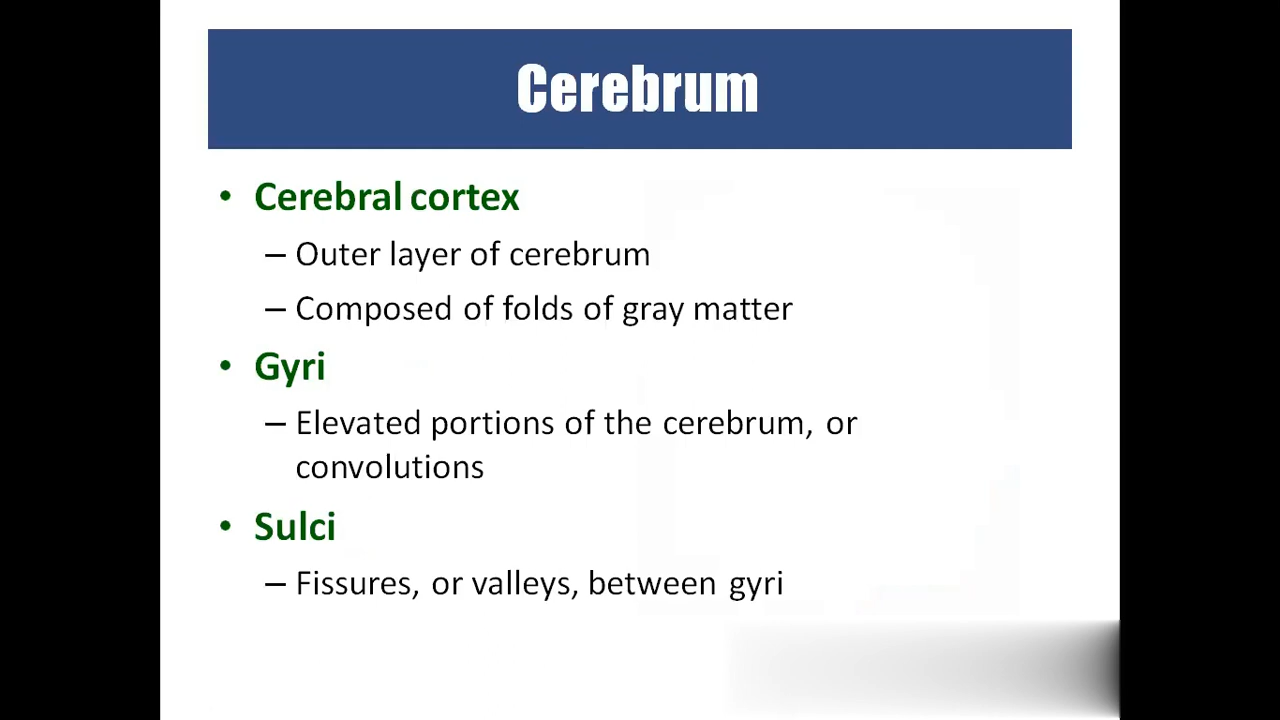 Cerebrum
• Cerebral cortex
– Outer layer of cerebrum
– Composed of folds of gray matter
• Gyri
– Elevated portions of the cerebrum, or
convolutions
• Sulci
– Fissures, or valleys, between gyri